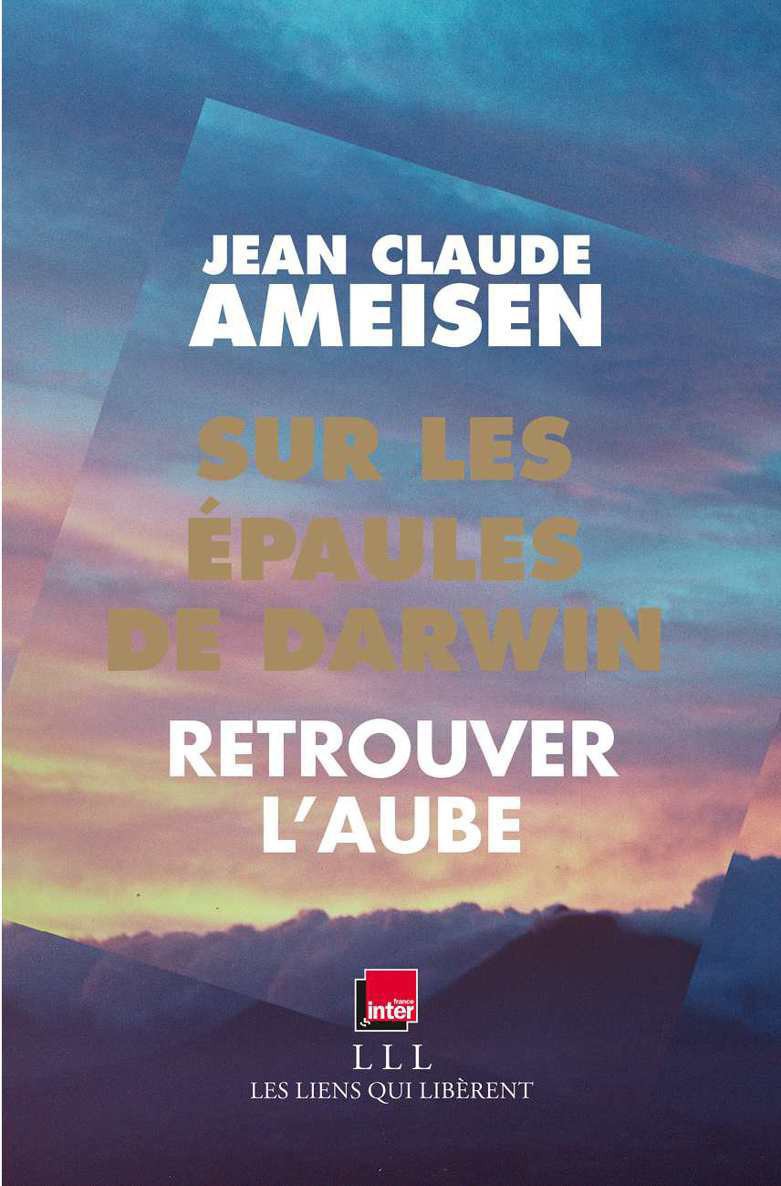 JEAN CLAUDE
AMEISEN
SUR LES
ÉPAULES
DE DARWIN
RETROUVER
L'AUBE
france
inter
LLL
LES LIENS QUI LIBÈRENT